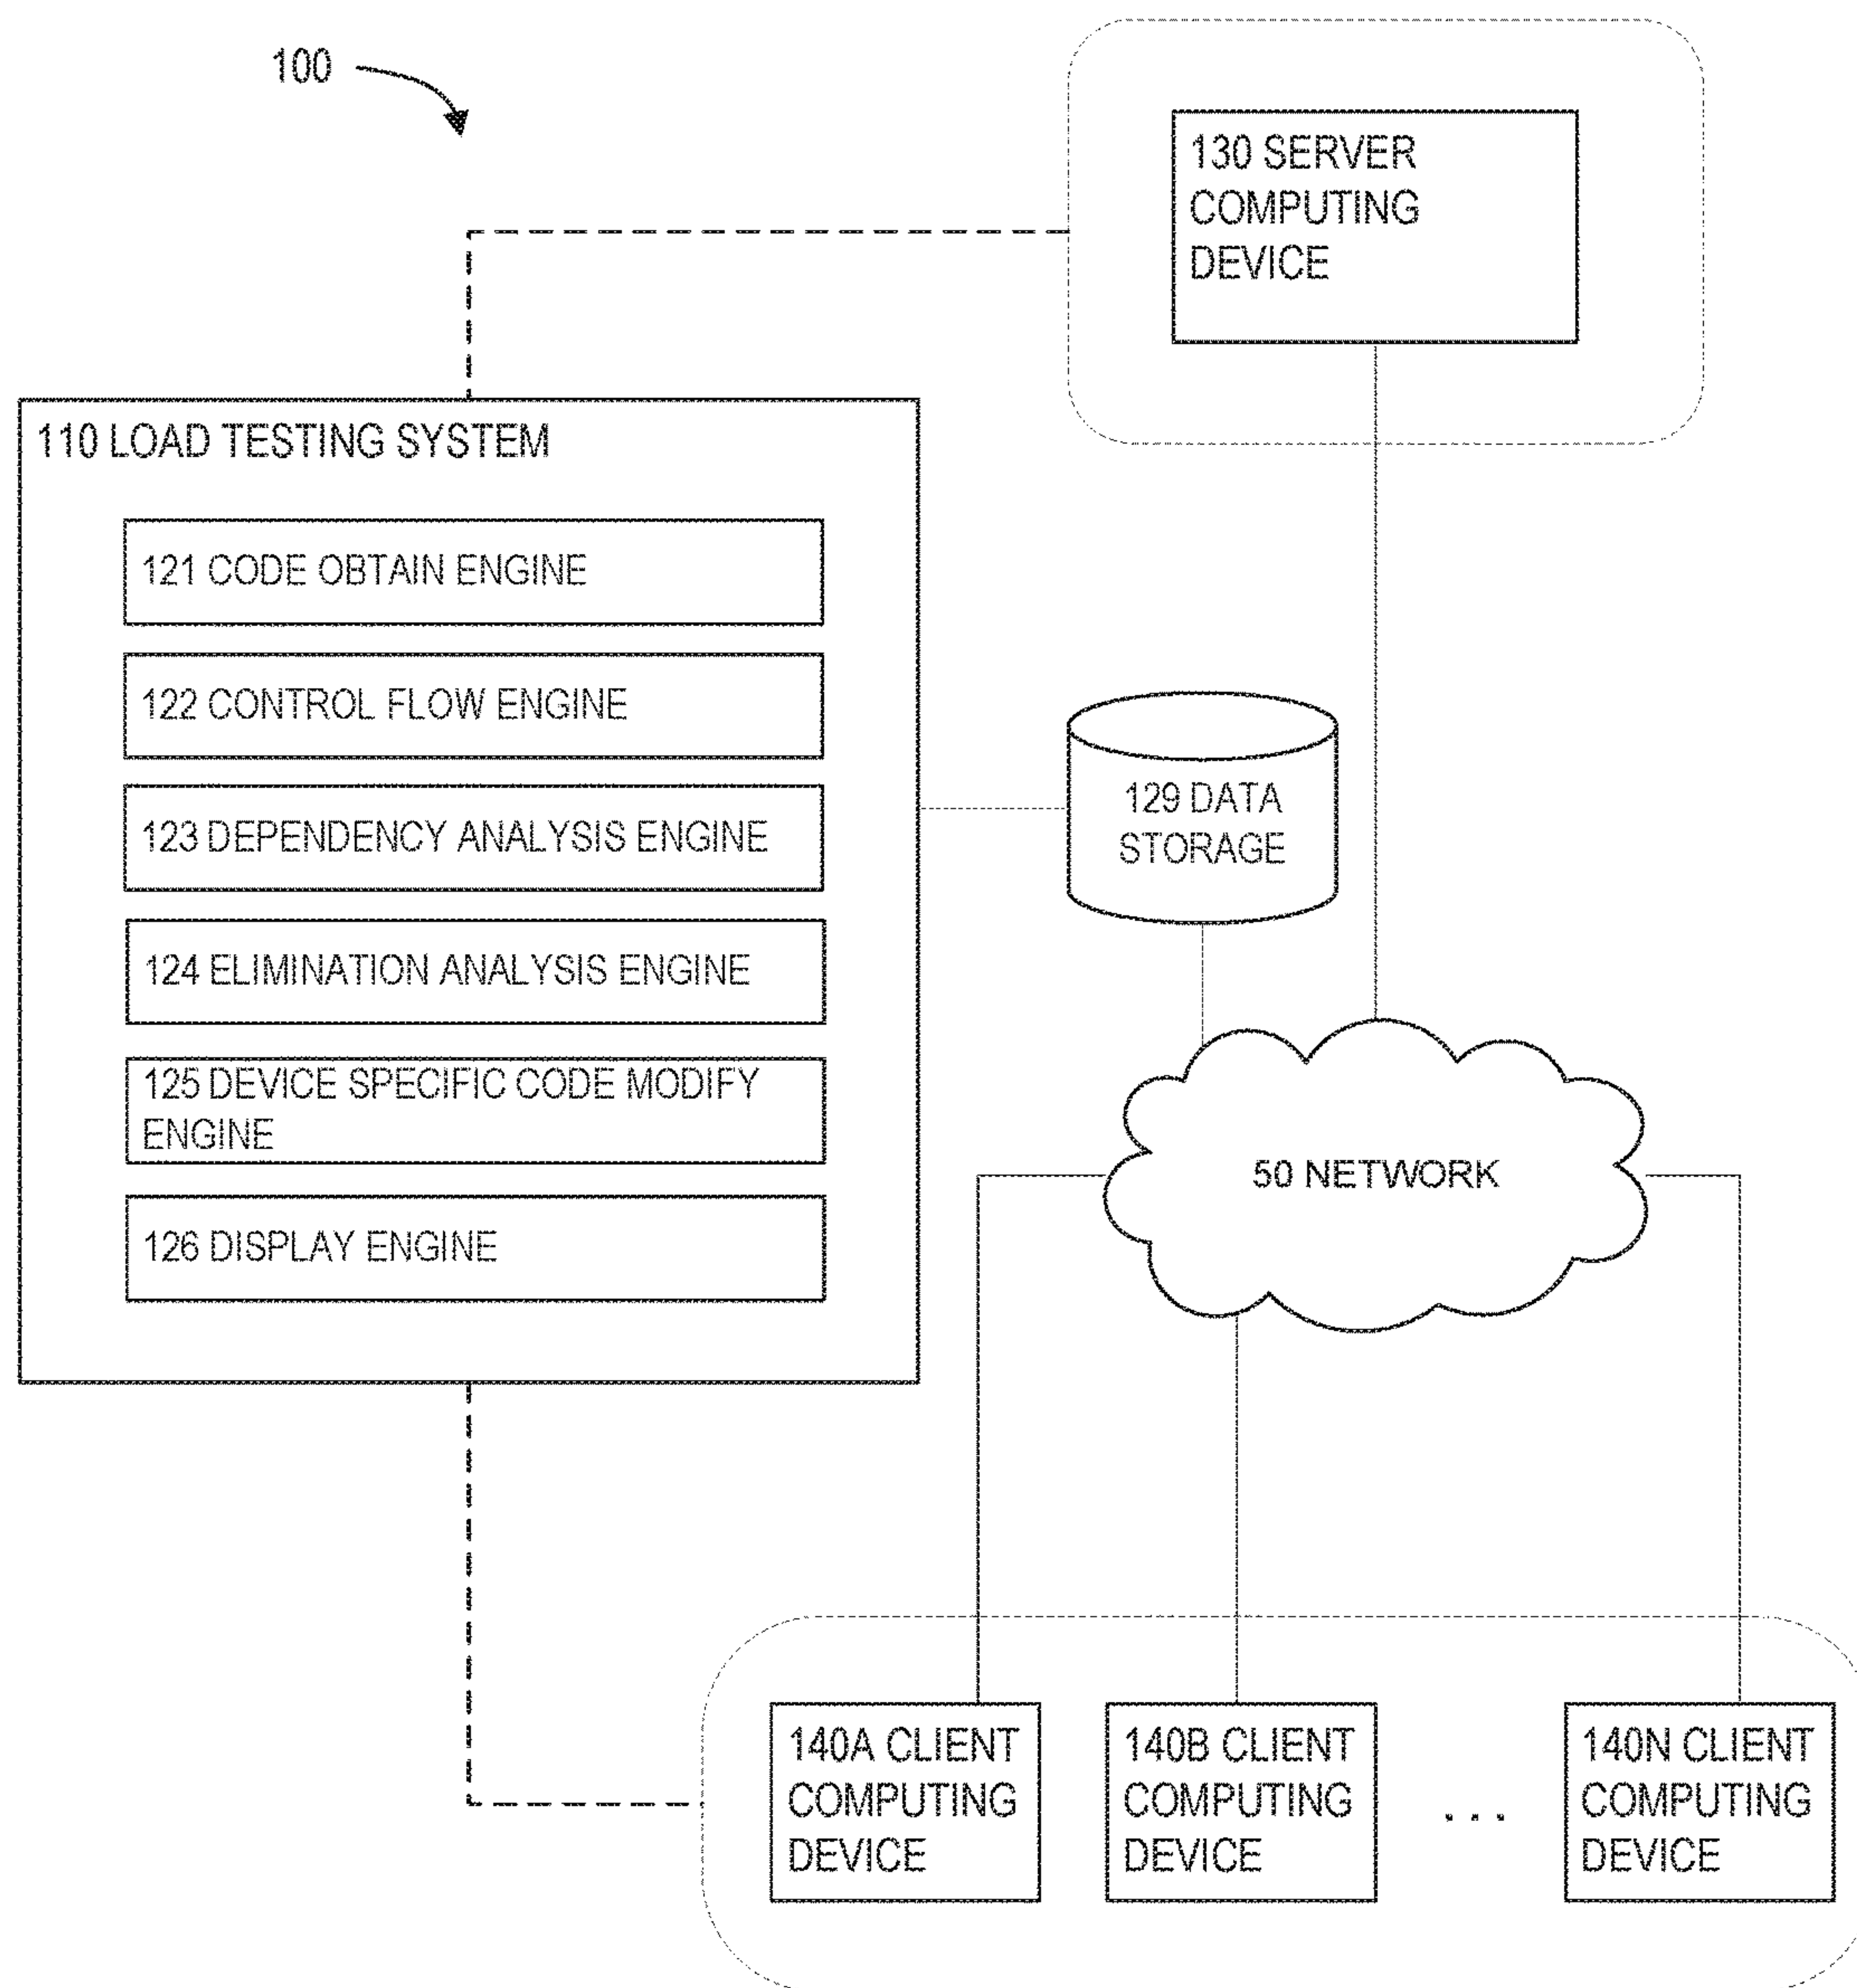 100
130 SERVER
COMPUTING
DEVICE
110 LOAD TESTING SYSTEM
121 CODE OBTAIN ENGINE
122 CONTROL FLOW ENGINE
123 DEPENDENCY ANALYSIS ENGINE
124 ELIMINATION ANALYSIS ENGINE
125 DEVICE SPECIFIC CODE MODIFY
ENGINE
126 DISPLAY ENGINE
129 DATA
STORAGE
50 NETWORK
140A CLIENT
COMPUTING
DEVICE
140B CLIENT
COMPUTING
DEVICE
. . .
140N CLIENT
COMPUTING
DEVICE